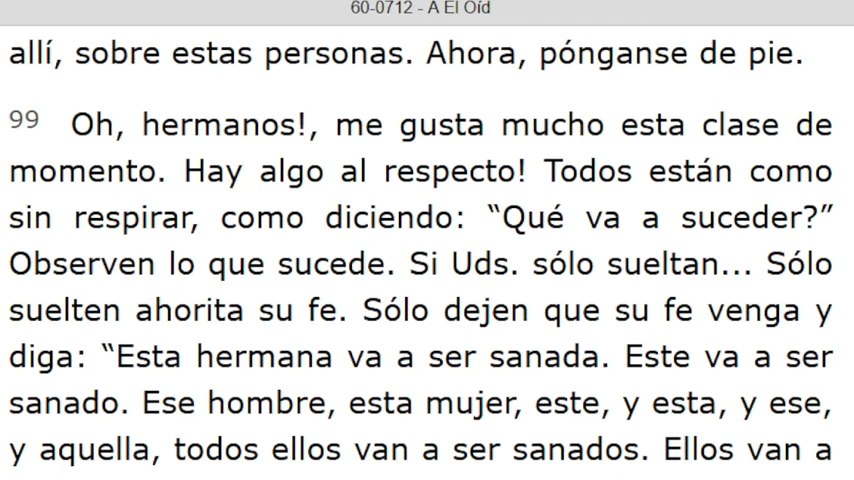 60-0712 - A El Oíd
allí, sobre estas personas. Ahora, pónganse de pie.
99 Oh, hermanos!, me gusta mucho esta clase de
momento. Hay algo al respecto! Todos están como
sin respirar, como diciendo: “Qué va a suceder?”
Observen lo que sucede. Si Uds. sólo sueltan... Sólo
suelten ahorita su fe. Sólo dejen que su fe venga y
diga: “Esta hermana va a ser sanada. Este va a ser
sanado. Ese hombre, esta mujer, este, y esta, y ese,
y aquella, todos ellos van a ser sanados. Ellos van a